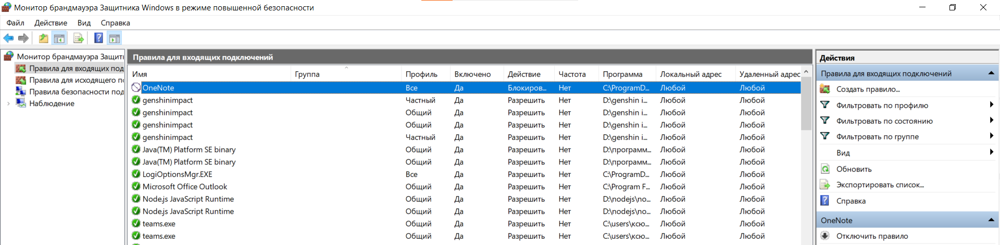 Монитор брандмауэра Защитника Windows в режиме повышенной безопасности
Файл Действие Вид Справка
Монитор брандмауэра Защит
Правила для входящих под
Правила для исходящего п
Правила безопасности под
Наблюдение
Правила для входящих подключений
Имя Группа Профиль Включено Действие Частота Программа Локальный адрес Удаленный адрес
OneNote Все Да Блокиров... Нет C:\ProgramD... Любой Любой
genshinimpact Частный Да Разрешить Нет D:\genshin i... Любой Любой
genshinimpact Общий Да Разрешить Нет D:\genshin i... Любой Любой
genshinimpact Общий Да Разрешить Нет D:\genshin i... Любой Любой
genshinimpact Частный Да Разрешить Нет D:\genshin i... Любой Любой
Java(TM) Platform SE binary Общий Да Разрешить Нет D:\программ... Любой Любой
Java(TM) Platform SE binary Общий Да Разрешить Нет D:\программ... Любой Любой
LogiOptionsMgr.EXE Все Да Разрешить Нет C:\ProgramD... Любой Любой
Microsoft Office Outlook Общий Да Разрешить Нет C:\Program F... Любой Любой
Node.js JavaScript Runtime Общий Да Разрешить Нет D:\nodejs\no... Любой Любой
Node.js JavaScript Runtime Общий Да Разрешить Нет D:\nodejs\no... Любой Любой
teams.exe Общий Да Разрешить Нет C:\users\ксю... Любой Любой
teams.exe Общий Да Разрешить Нет C:\users\ксю... Любой Любой
Действия
Правила для входящих подключений
Создать правило...
Фильтровать по профилю
Фильтровать по состоянию
Фильтровать по группе
Вид
Обновить
Экспортировать список...
Справка
OneNote
Отключить правило